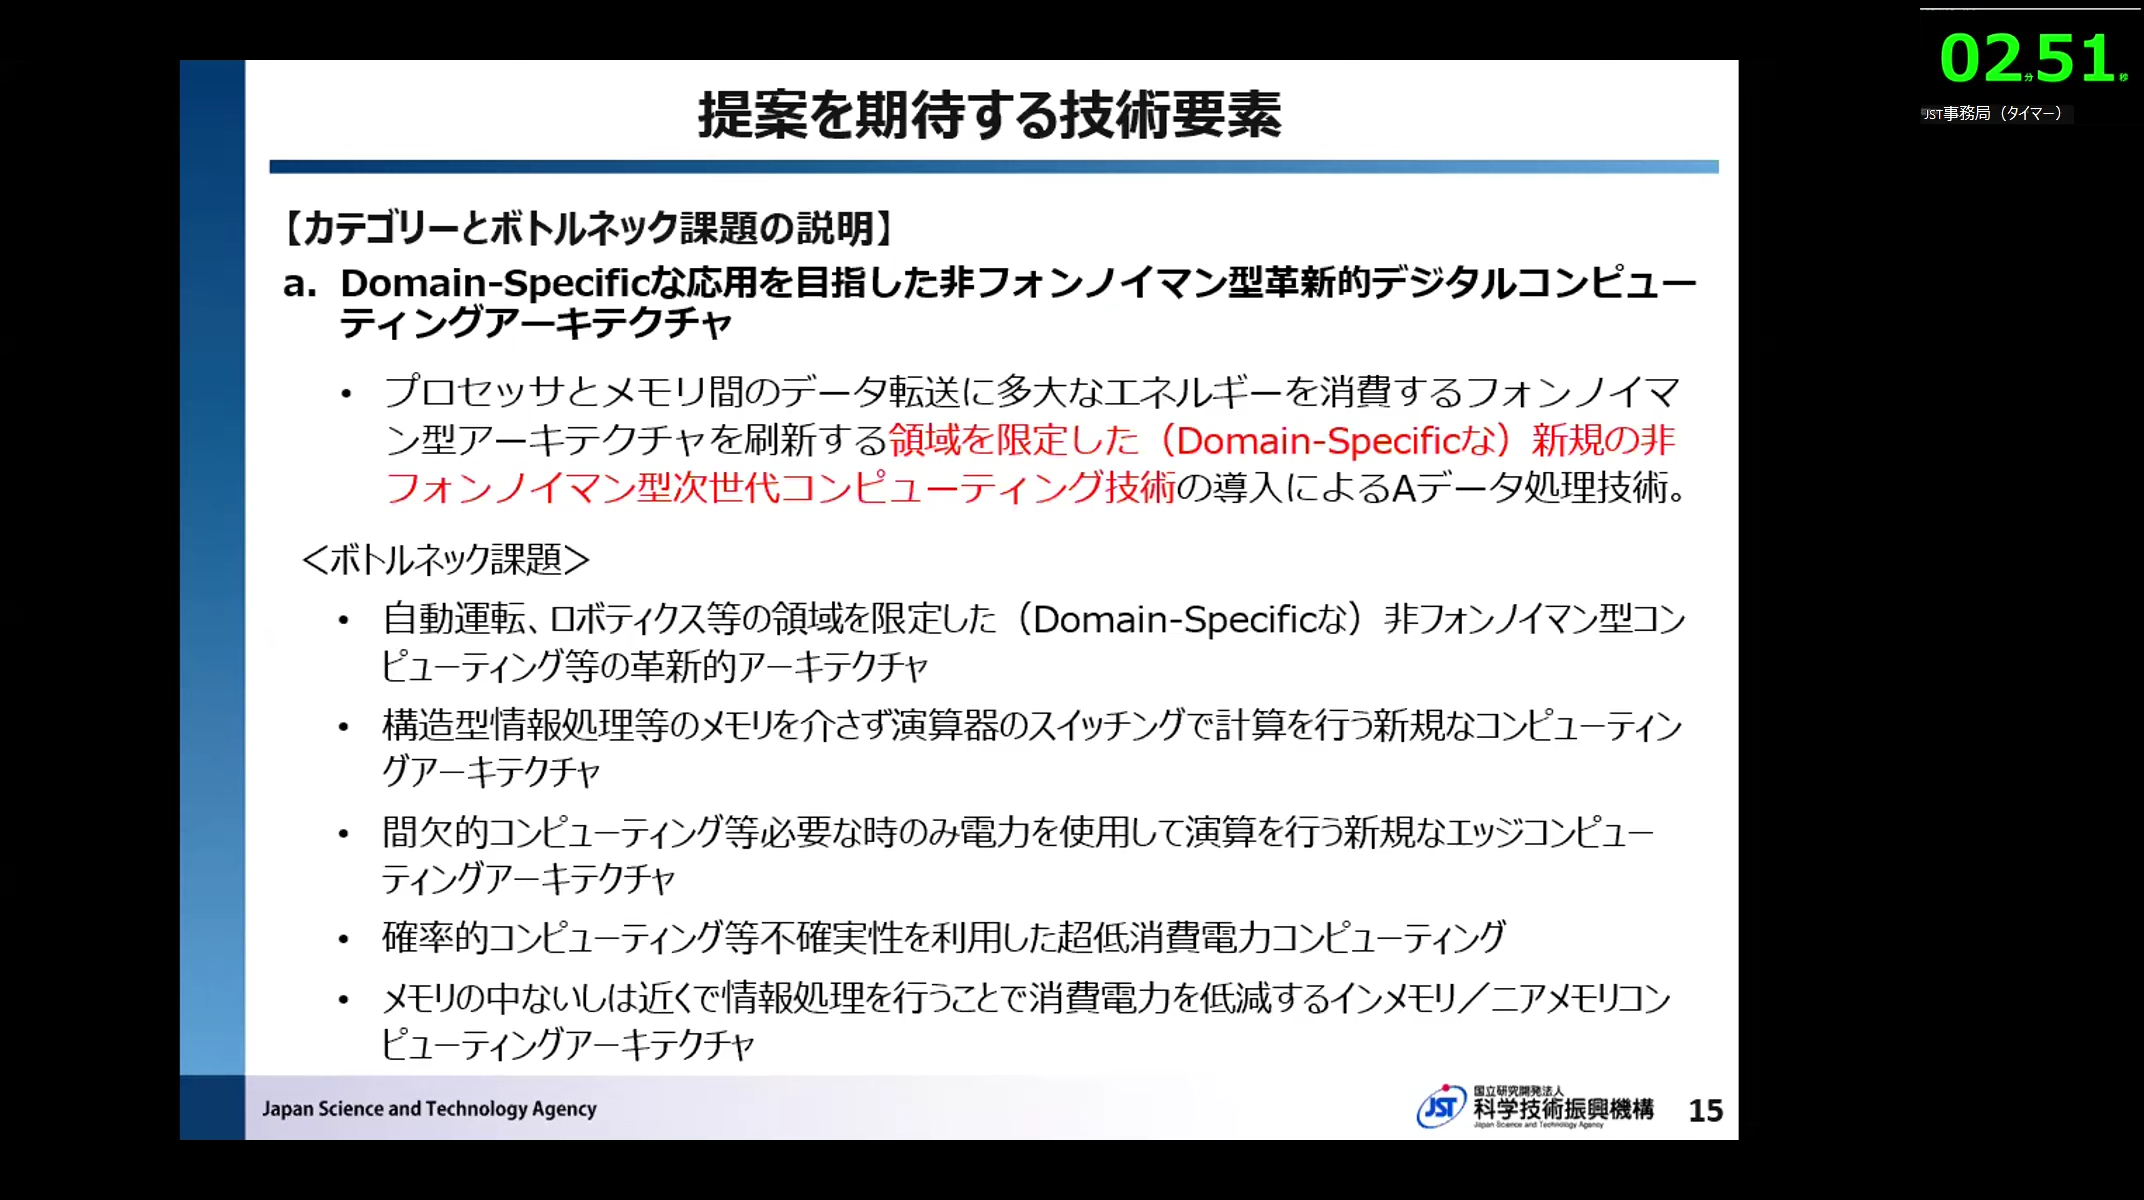 02分51秒
JST事務局（タイマー）
提案を期待する技術要素
【カテゴリーとボトルネック課題の説明】
a. Domain-Specificな応用を目指した非フォンノイマン型革新的デジタルコンピュー
ティングアーキテクチャ
• プロセッサとメモリ間のデータ転送に多大なエネルギーを消費するフォンノイマ
ン型アーキテクチャを刷新する領域を限定した（Domain-Specificな）新規の非
フォンノイマン型次世代コンピューティング技術の導入によるAデータ処理技術。
＜ボトルネック課題＞
• 自動運転、ロボティクス等の領域を限定した（Domain-Specificな）非フォンノイマン型コン
ピューティング等の革新的アーキテクチャ
• 構造型情報処理等のメモリを介さず演算器のスイッチングで計算を行う新規なコンピューティン
グアーキテクチャ
• 間欠的コンピューティング等必要な時のみ電力を使用して演算を行う新規なエッジコンピュー
ティングアーキテクチャ
• 確率的コンピューティング等不確実性を利用した超低消費電力コンピューティング
• メモリの中ないしは近くで情報処理を行うことで消費電力を低減するインメモリ／ニアメモリコン
ピューティングアーキテクチャ
Japan Science and Technology Agency
JST
国立研究開発法人
科学技術振興機構
Japan Science and Technology Agency
15